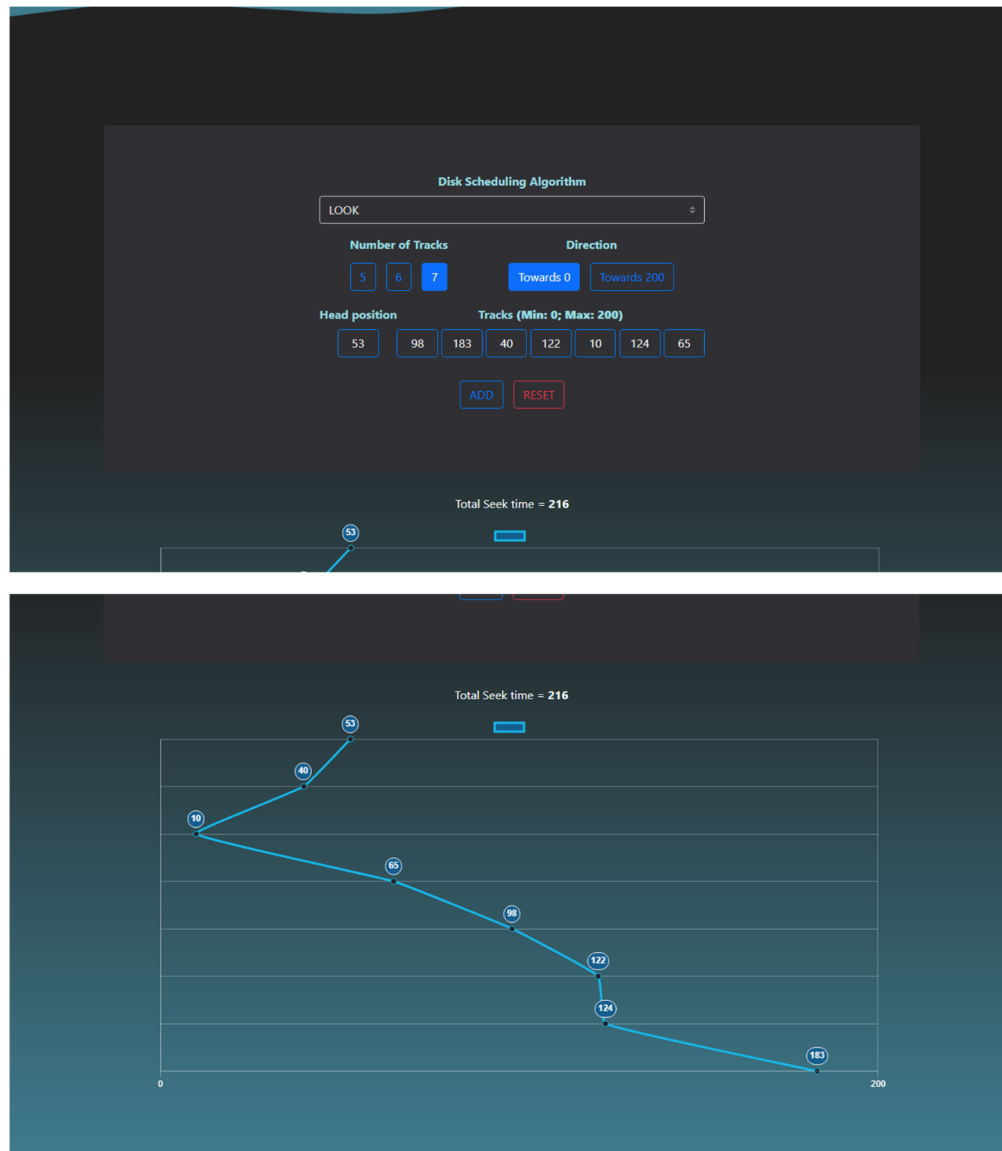 Disk Scheduling Algorithm
LOOK
Number of Tracks Direction
5 6 7 Towards 0 Towards 200
Head position Tracks (Min: 0; Max: 200)
53 98 183 40 122 10 124 65
ADD RESET
Total Seek time = 216
53
Total Seek time = 216
53
40
10
65
98
122
124
183
0 200